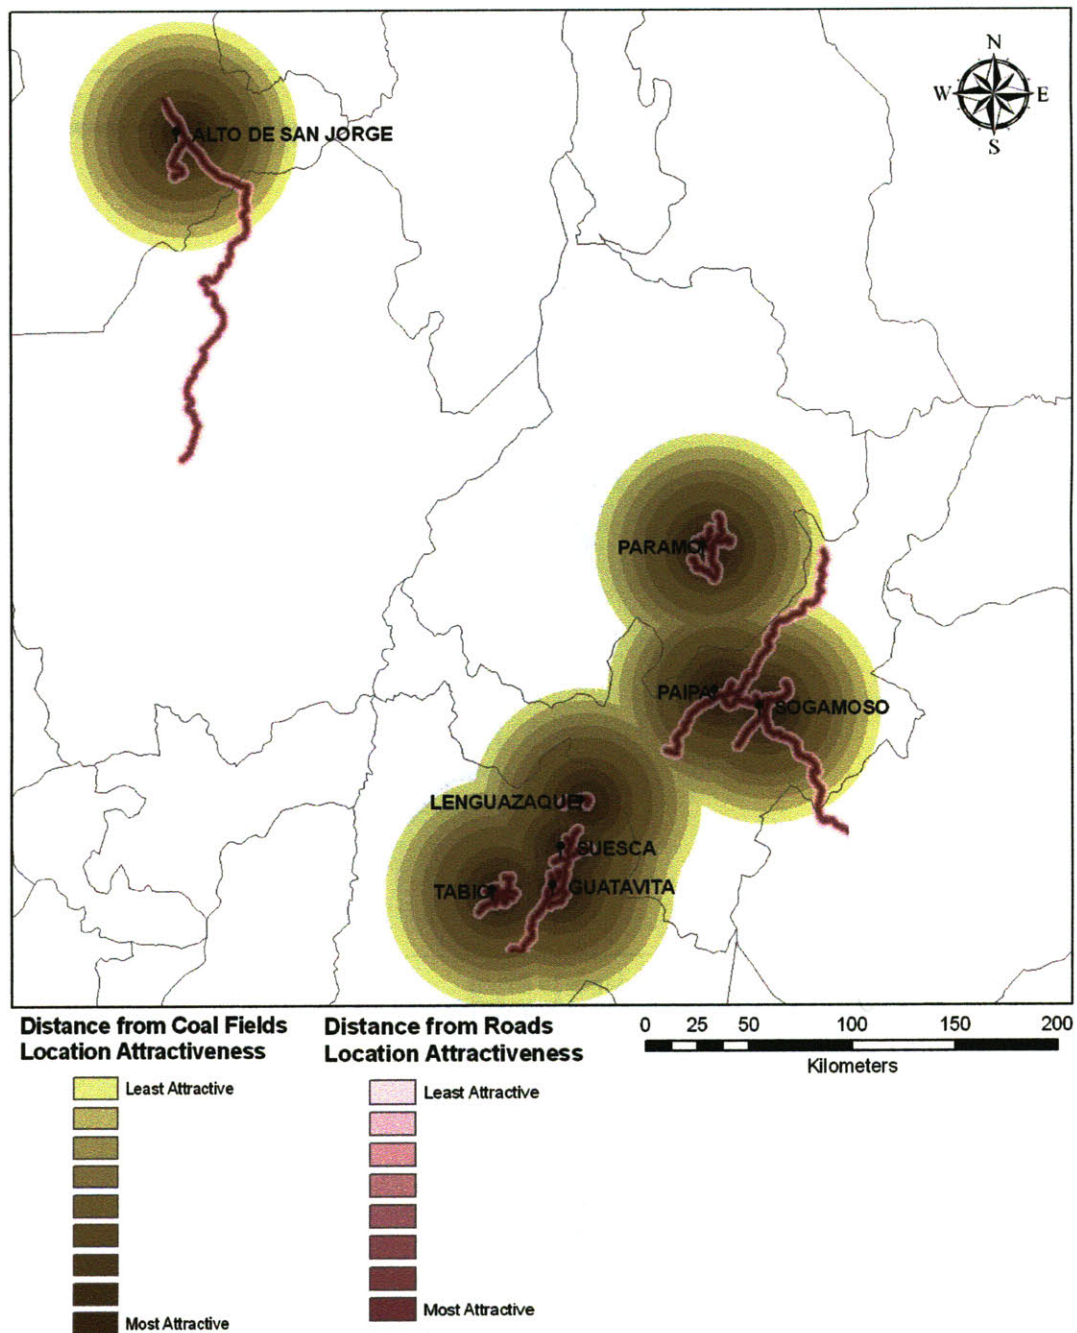 N
W E
S
ALTO DE SAN JORGE
PARAMO
PAIPA
SOGAMOSO
LENGUAZAQUE
SUESCA
TABIO
GUATAVITA
Distance from Coal Fields
Location Attractiveness
Least Attractive
Most Attractive
Distance from Roads
Location Attractiveness
Least Attractive
Most Attractive
0 25 50 100 150 200
Kilometers